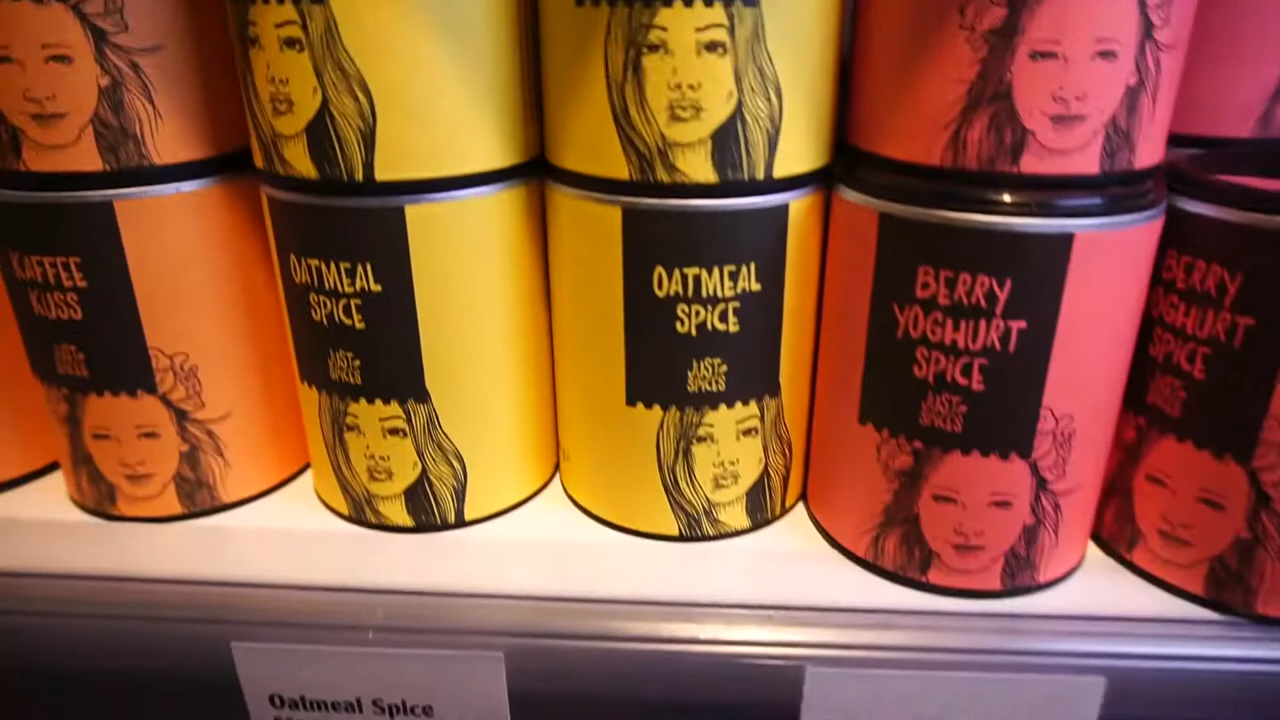 KAFFEE
KUSS
JUST
SPICES
OATMEAL
SPICE
JUST
SPICES
OATMEAL
SPICE
JUST
SPICES
BERRY
YOGHURT
SPICE
JUST
SPICES
BERRY
YOGHURT
SPICE
JUST
SPICES
Oatmeal Spice